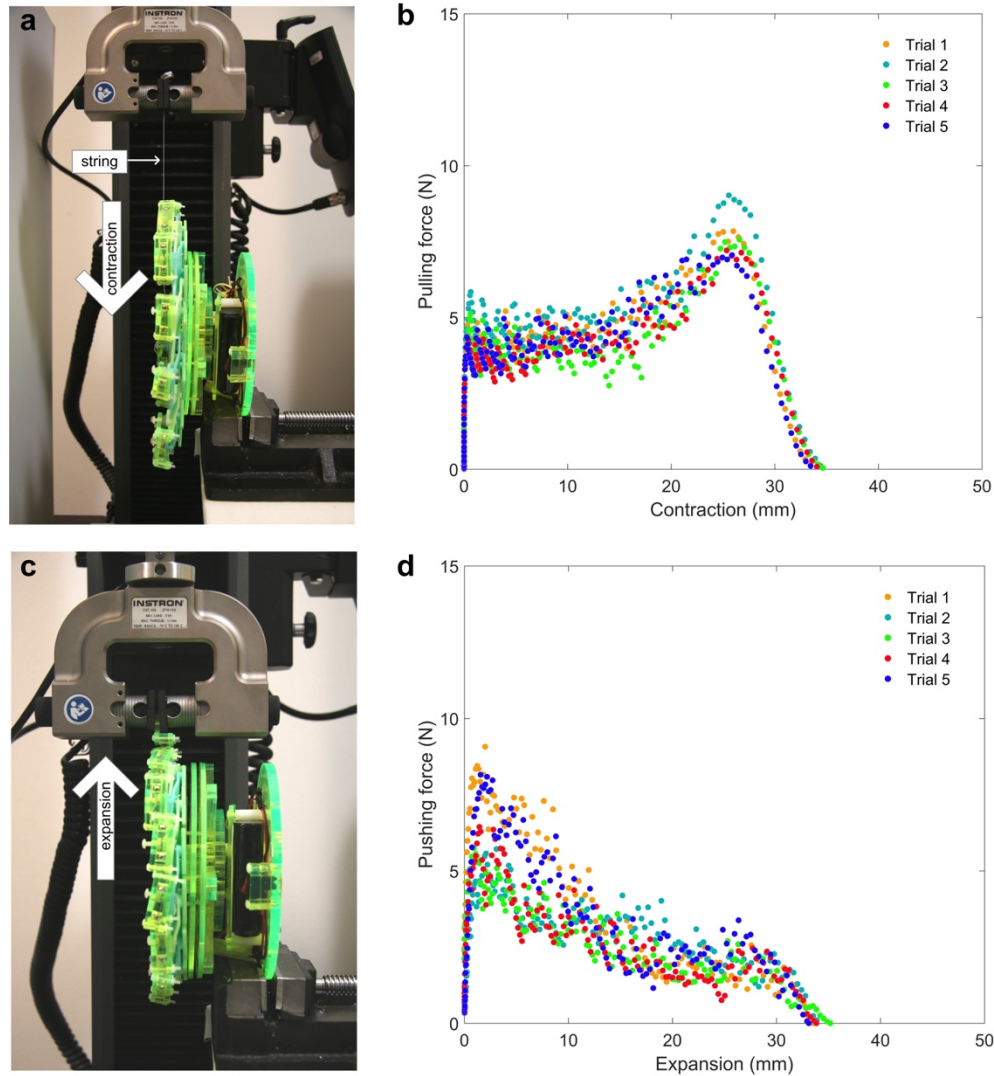 a
INSTRON
string
contraction
b
15
10
5
0
Pulling force (N)
Trial 1
Trial 2
Trial 3
Trial 4
Trial 5
0 10 20 30 40 50
Contraction (mm)
c
INSTRON
expansion
d
15
10
5
0
Pushing force (N)
Trial 1
Trial 2
Trial 3
Trial 4
Trial 5
0 10 20 30 40 50
Expansion (mm)